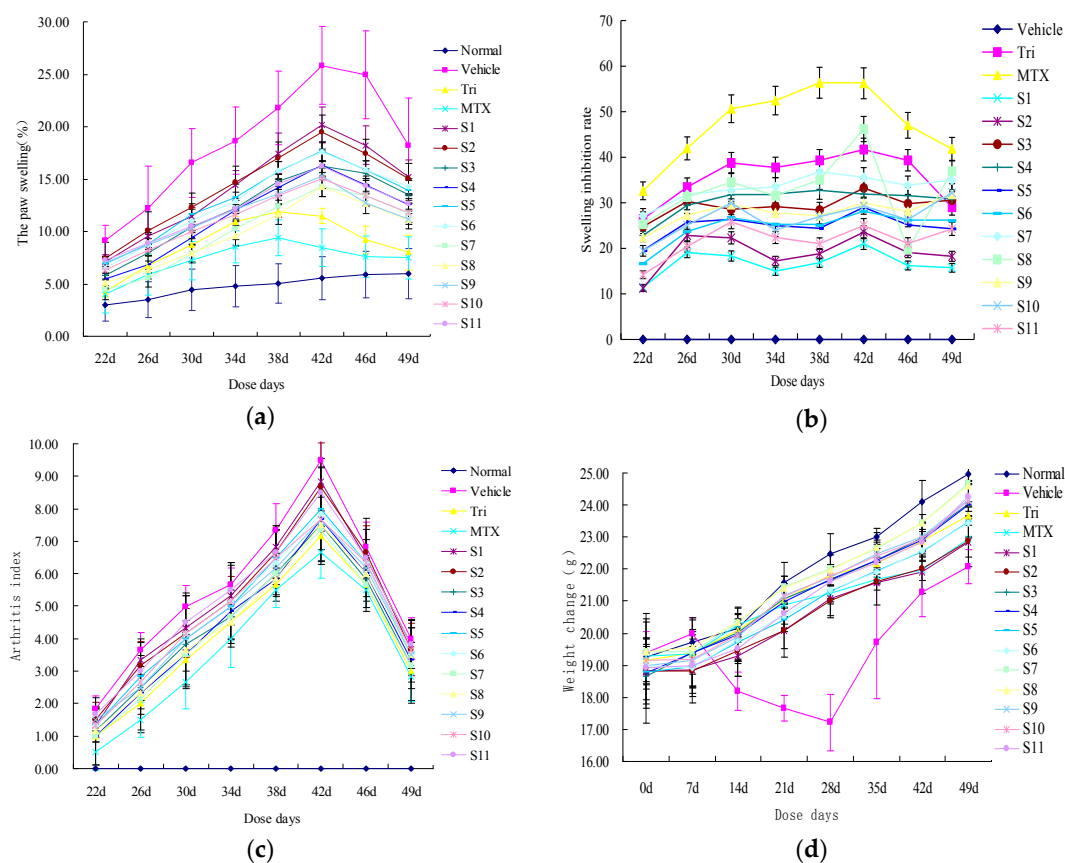 30.00
25.00
20.00
15.00
10.00
5.00
0.00
The paw swelling(%)
22d 26d 30d 34d 38d 42d 46d 49d
Dose days
Normal
Vehicle
Tri
MTX
S1
S2
S3
S4
S5
S6
S7
S8
S9
S10
S11
(a)
70
60
50
40
30
20
10
0
Swelling inhibition rate
22d 26d 30d 34d 38d 42d 46d 49d
Dose days
Vehicle
Tri
MTX
S1
S2
S3
S4
S5
S6
S7
S8
S9
S10
S11
(b)
10.00
9.00
8.00
7.00
6.00
5.00
4.00
3.00
2.00
1.00
0.00
Arthritis index
22d 26d 30d 34d 38d 42d 46d 49d
Dose days
Normal
Vehicle
Tri
MTX
S1
S2
S3
S4
S5
S6
S7
S8
S9
S10
S11
(c)
25.00
24.00
23.00
22.00
21.00
20.00
19.00
18.00
17.00
16.00
Weight change (g)
0d 7d 14d 21d 28d 35d 42d 49d
Dose days
Normal
Vehicle
Tri
MTX
S1
S2
S3
S4
S5
S6
S7
S8
S9
S10
S11
(d)